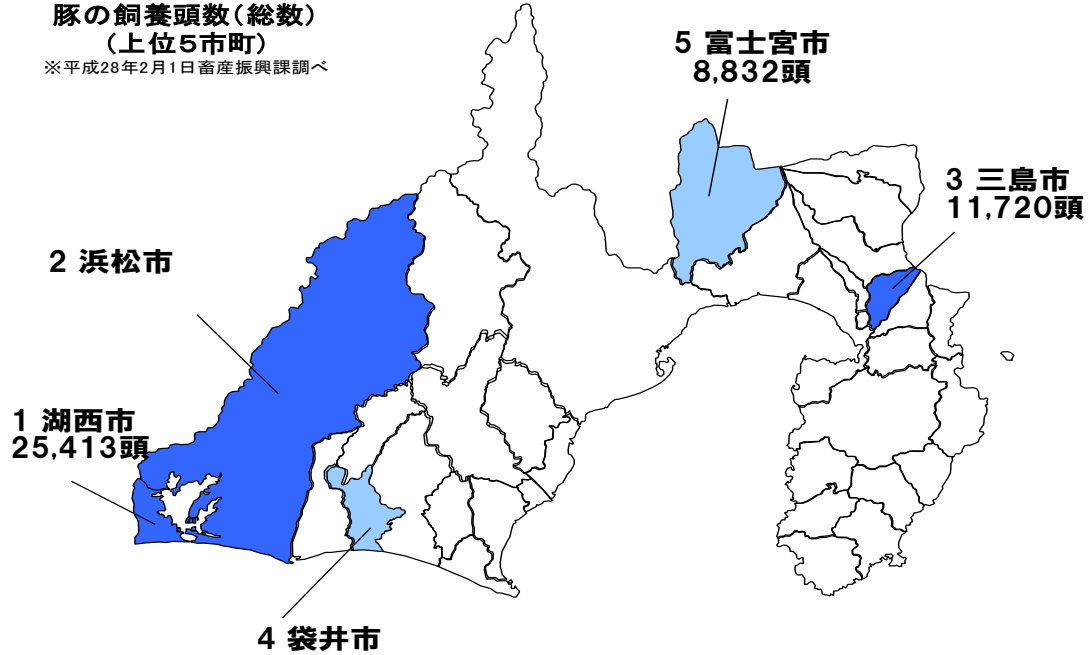 豚の飼養頭数(総数)
(上位5市町)
※平成28年2月1日畜産振興課調べ
5 富士宮市
8,832頭
3 三島市
11,720頭
2 浜松市
1 湖西市
25,413頭
4 袋井市